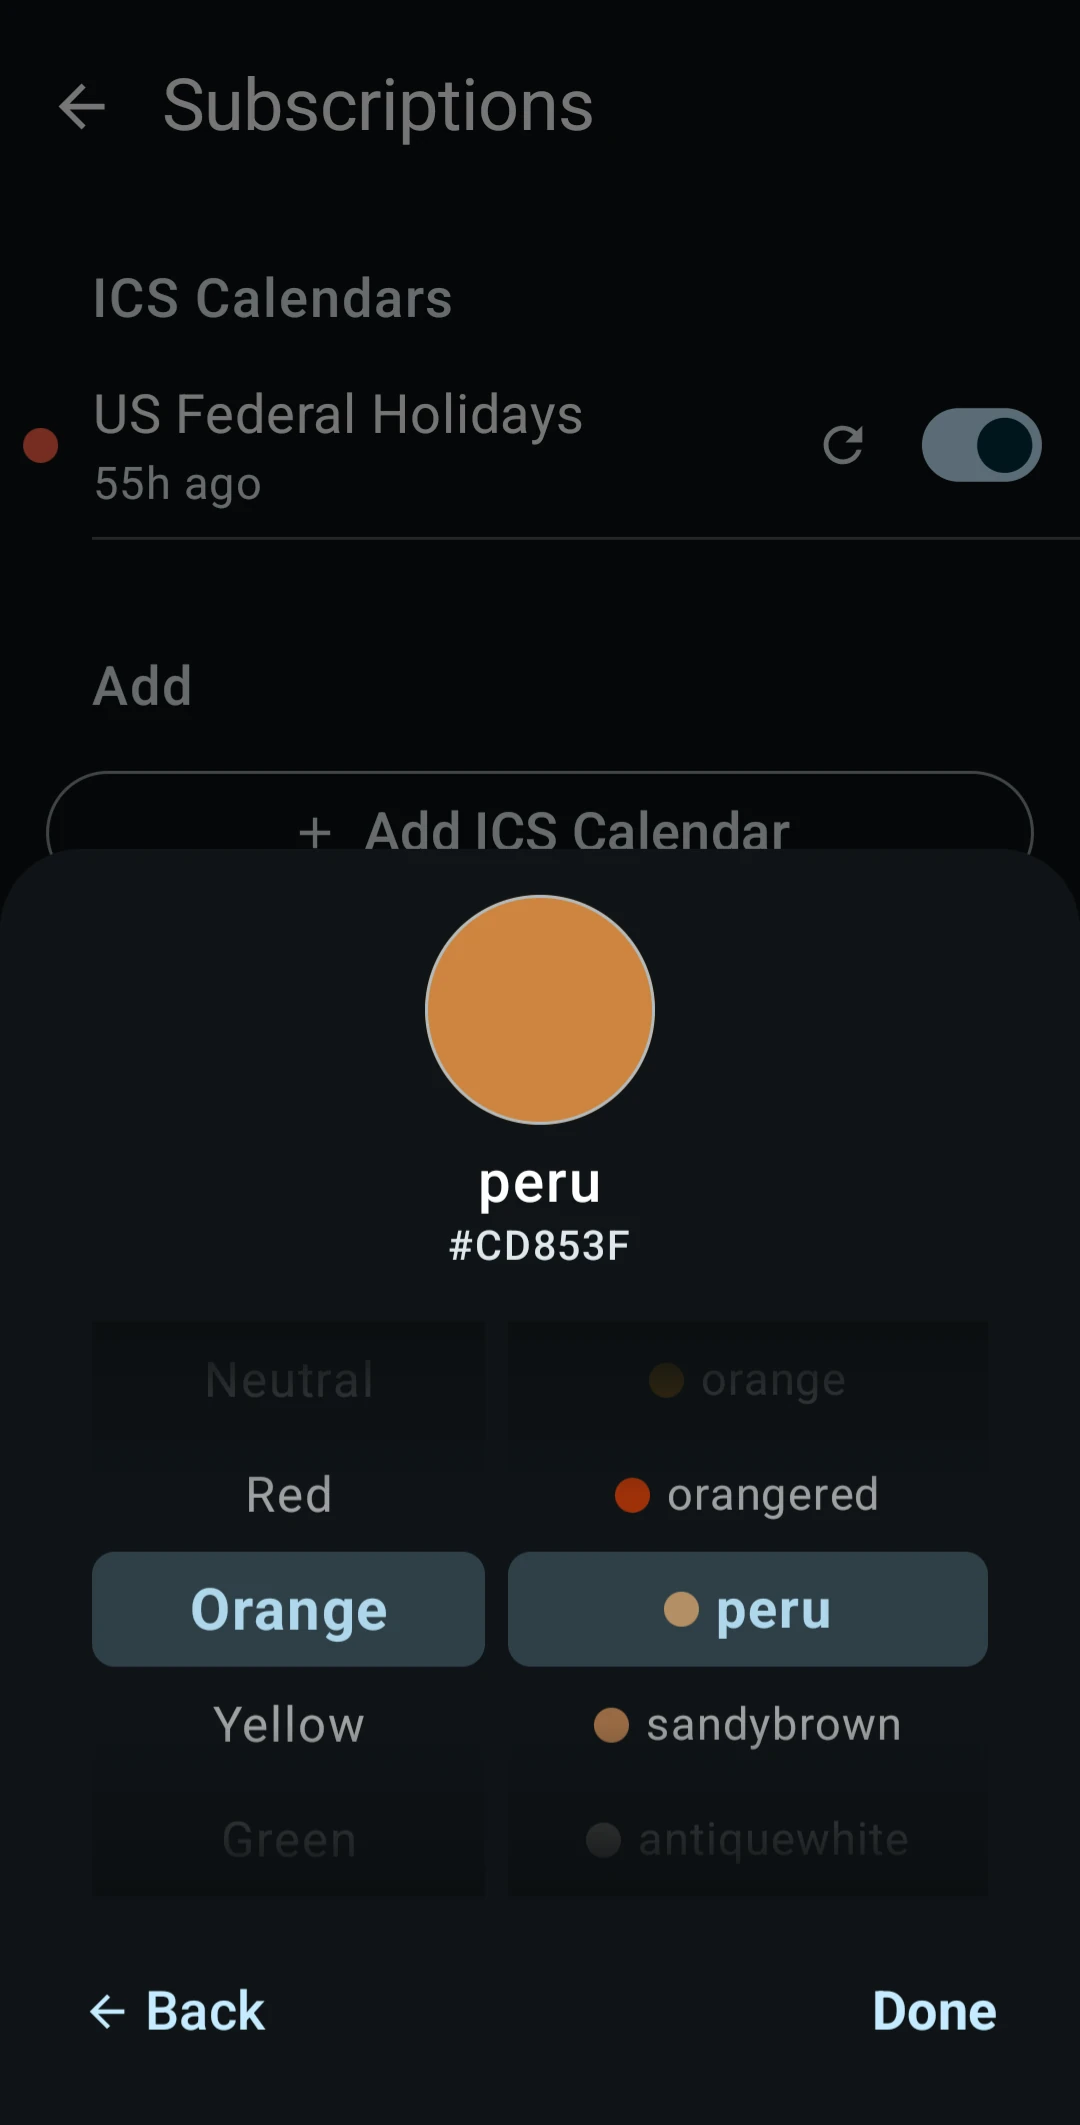 Subscriptions
ICS Calendars
US Federal Holidays
55h ago
Add
+ Add ICS Calendar
peru
#CD853F
Neutral
orange
Red
orangered
Orange
peru
Yellow
sandybrown
Green
antiquewhite
← Back
Done